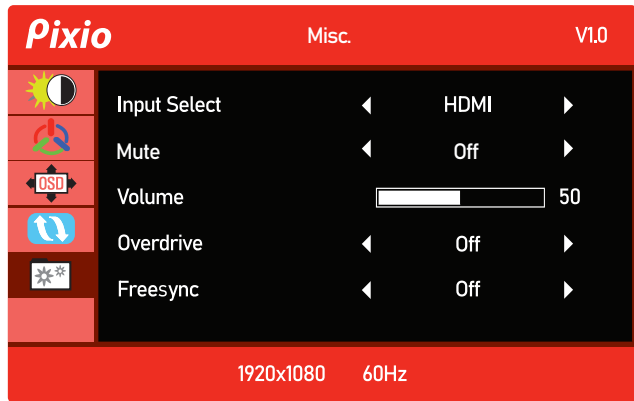 Pixio Misc. V1.0
Input Select HDMI
Mute Off
OSD
Volume 50
Overdrive Off
Freesync Off
1920x1080 60Hz